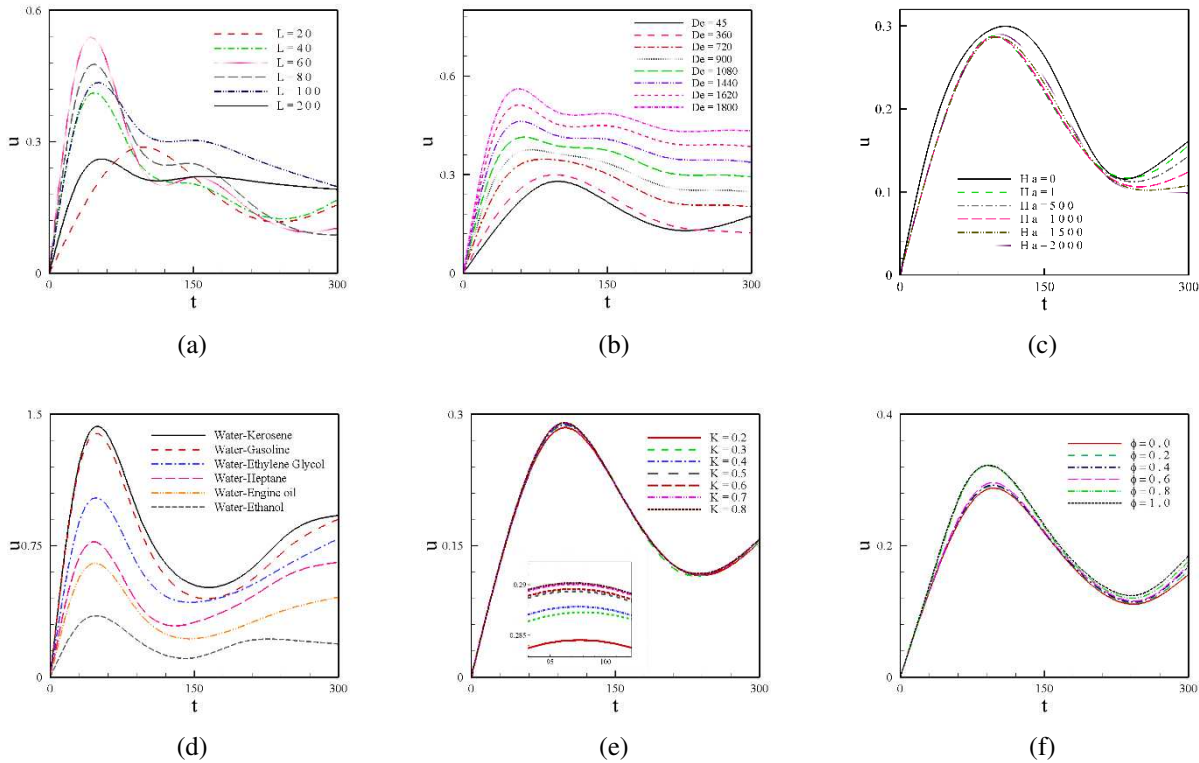 0.6
0.3
0
u
0
150
300
t
L = 20
L = 40
L = 60
L = 80
L = 100
L = 200
(a)
0.6
0.3
0
u
0
150
300
t
De = 45
De = 360
De = 720
De = 900
De = 1080
De = 1440
De = 1620
De = 1800
(b)
0.3
0.2
0.1
0
u
0
150
300
t
Ha = 0
Ha = 1
Ha = 500
Ha = 1000
Ha = 1500
Ha = 2000
(c)
1.5
0.75
0
u
0
150
300
t
Water-Kerosene
Water-Gasoline
Water-Ethylene Glycol
Water-Heptane
Water-Engine oil
Water-Ethanol
(d)
0.3
0.15
0
u
0
150
300
t
K = 0.2
K = 0.3
K = 0.4
K = 0.5
K = 0.6
K = 0.7
K = 0.8
0.29
0.285
95
100
(e)
0.4
0.2
0
u
0
150
300
t
ϕ = 0.0
ϕ = 0.2
ϕ = 0.4
ϕ = 0.6
ϕ = 0.8
ϕ = 1.0
(f)